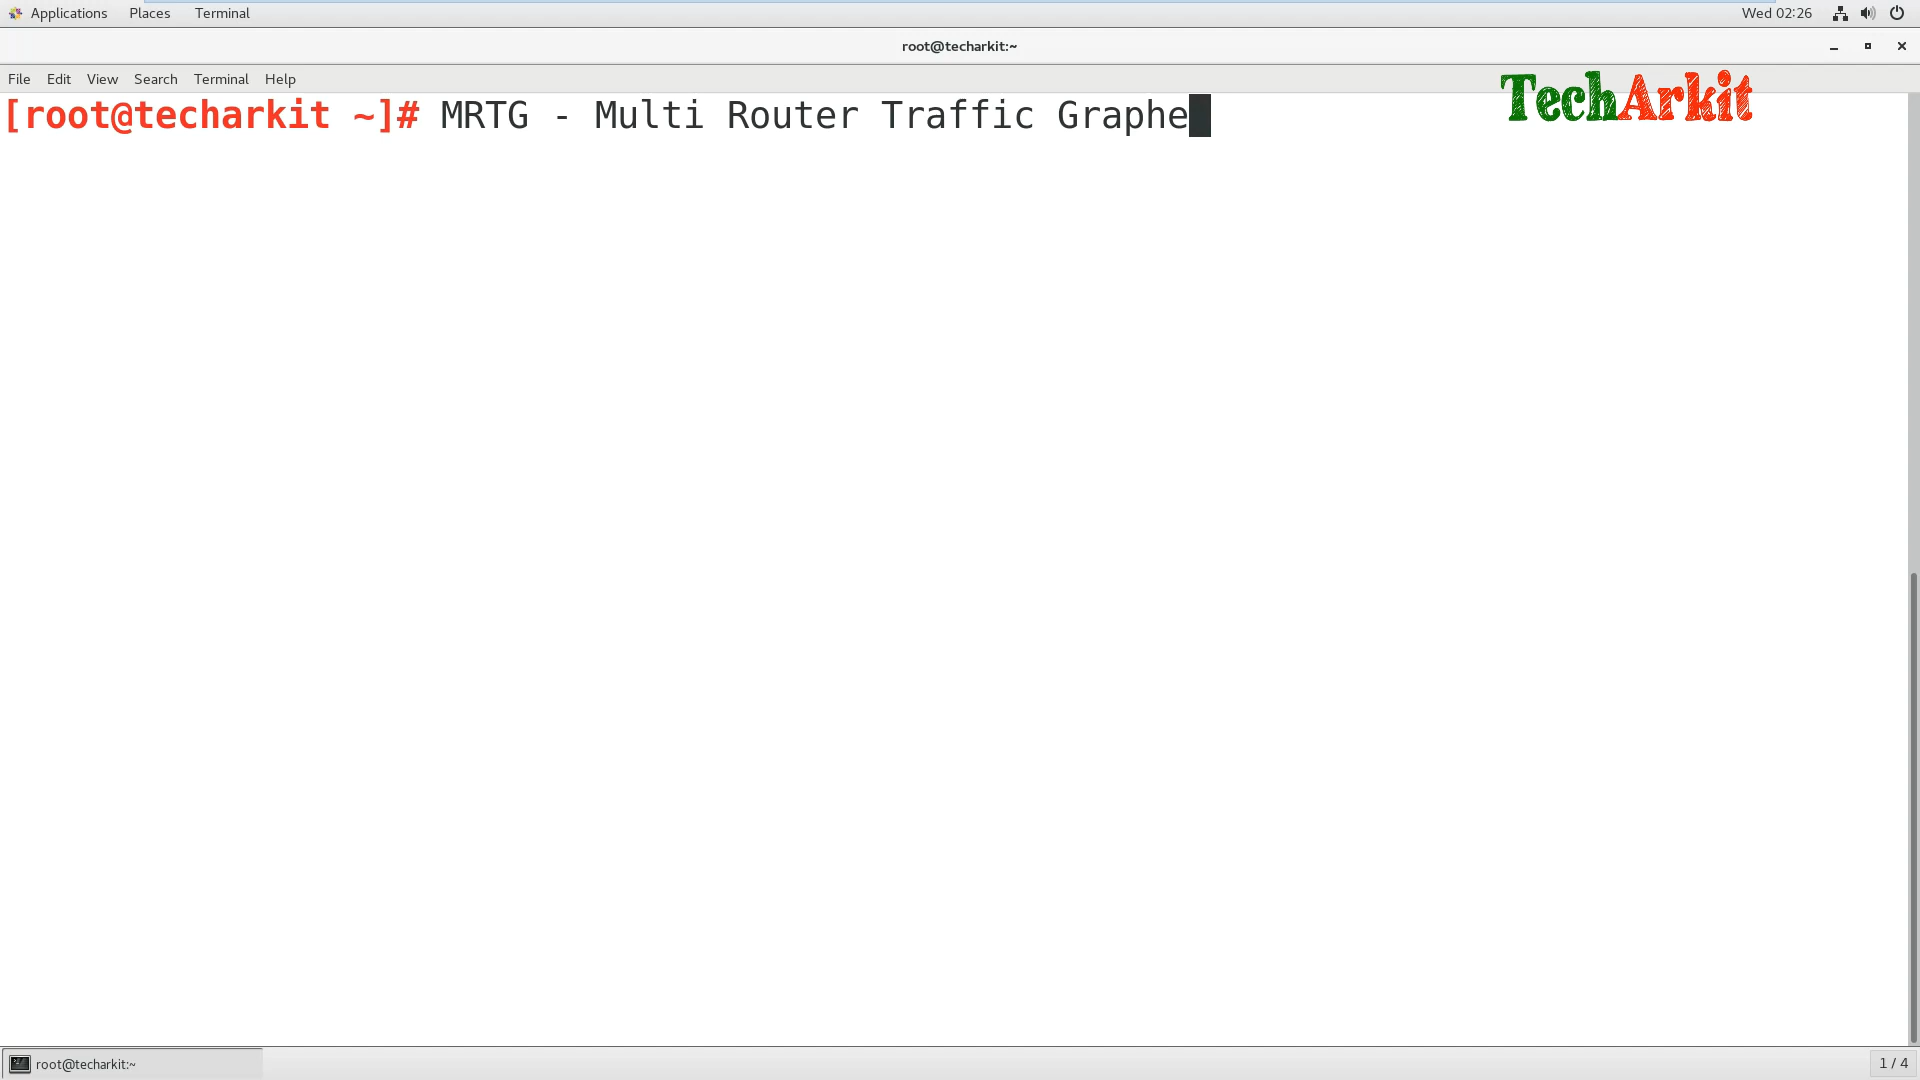 Applications Places Terminal Wed 02:26
root@techarkit:~
File Edit View Search Terminal Help
TechArkit
[root@techarkit ~]# MRTG - Multi Router Traffic Graphe
root@techarkit:~
1 / 4